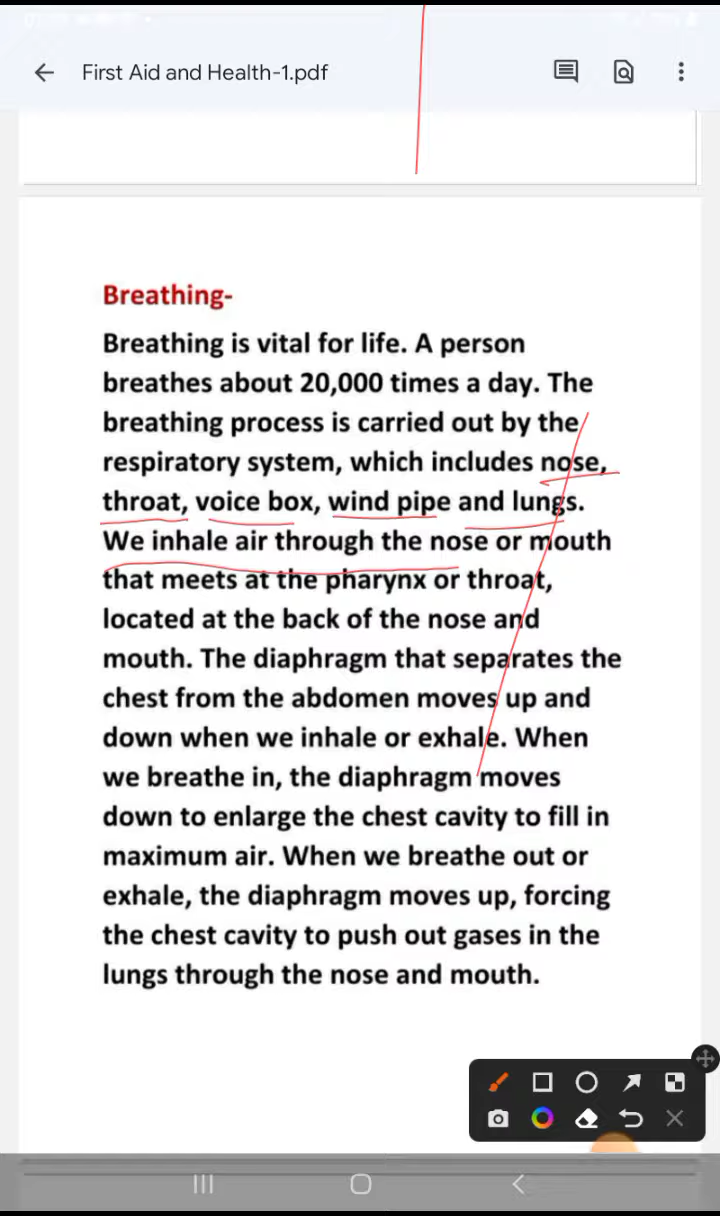 First Aid and Health-1.pdf
Breathing-
Breathing is vital for life. A person
breathes about 20,000 times a day. The
breathing process is carried out by the
respiratory system, which includes nose,
throat, voice box, wind pipe and lungs.
We inhale air through the nose or mouth
that meets at the pharynx or throat,
located at the back of the nose and
mouth. The diaphragm that separates the
chest from the abdomen moves up and
down when we inhale or exhale. When
we breathe in, the diaphragm moves
down to enlarge the chest cavity to fill in
maximum air. When we breathe out or
exhale, the diaphragm moves up, forcing
the chest cavity to push out gases in the
lungs through the nose and mouth.